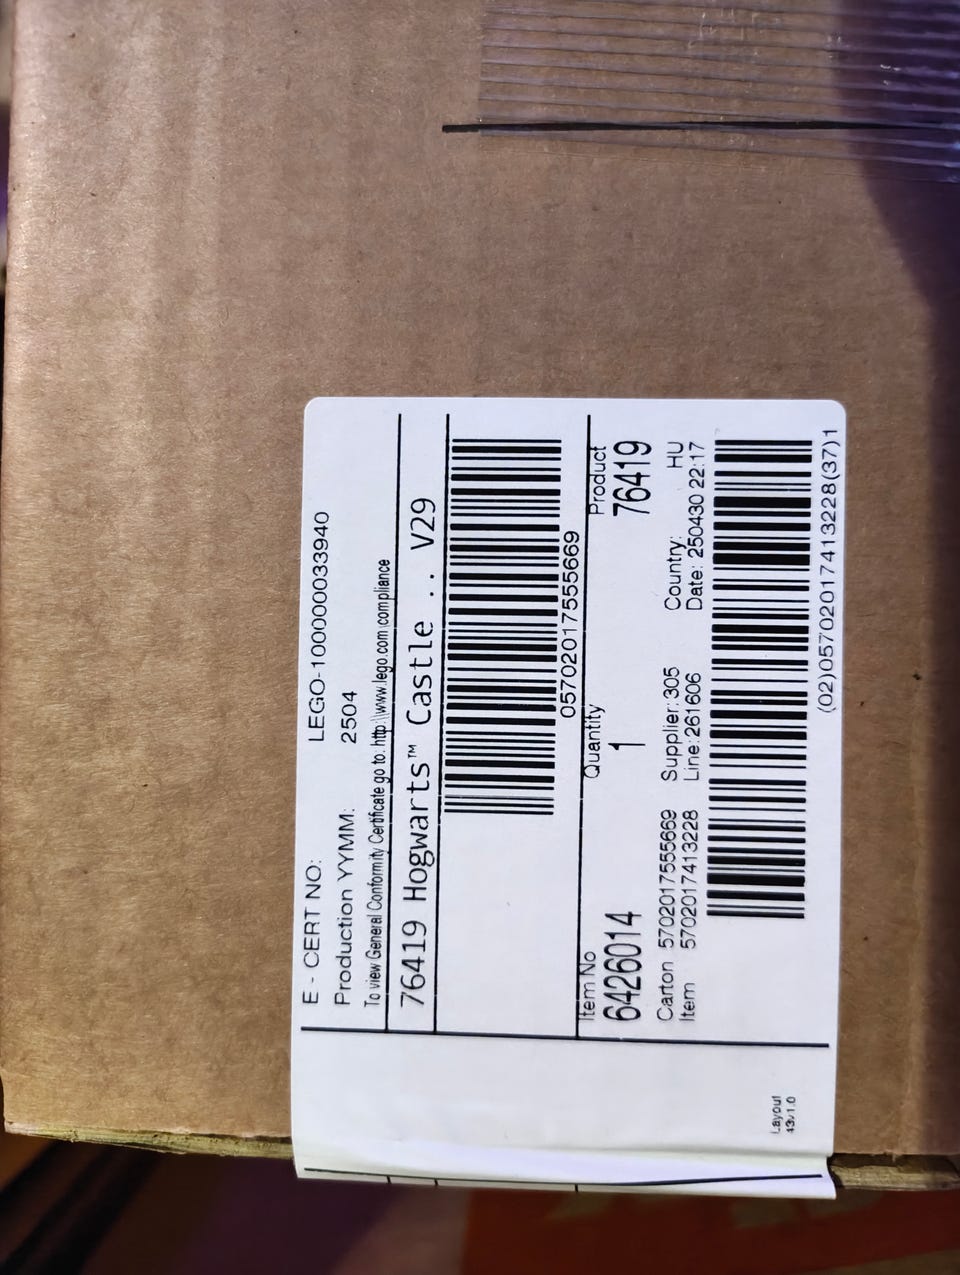 E - CERT NO: LEGO-100000033940
Production YYMM: 2504
To view General Conformity Certificate go to: http:\\www.lego.com\compliance
76419 Hogwarts™ Castle .. V29
05702017555669
Item No Quantity Product
6426014 1 76419
Carton 5702017555669 Supplier: 305 Country: HU
Item 5702017413228 Line: 261606 Date: 250430 22:17
(02)05702017413228(37)1
Layout
43v1.0